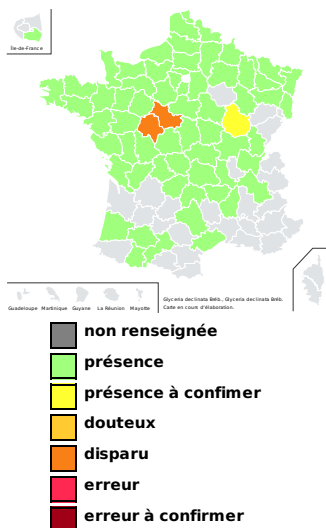 Île-de-France
Guadeloupe Martinique Guyane La Réunion Mayotte
Glyceria declinata Bréb., Glyceria declinata Bréb.
Carte en cours d'élaboration.
non renseignée
présence
présence à confimer
douteux
disparu
erreur
erreur à confirmer